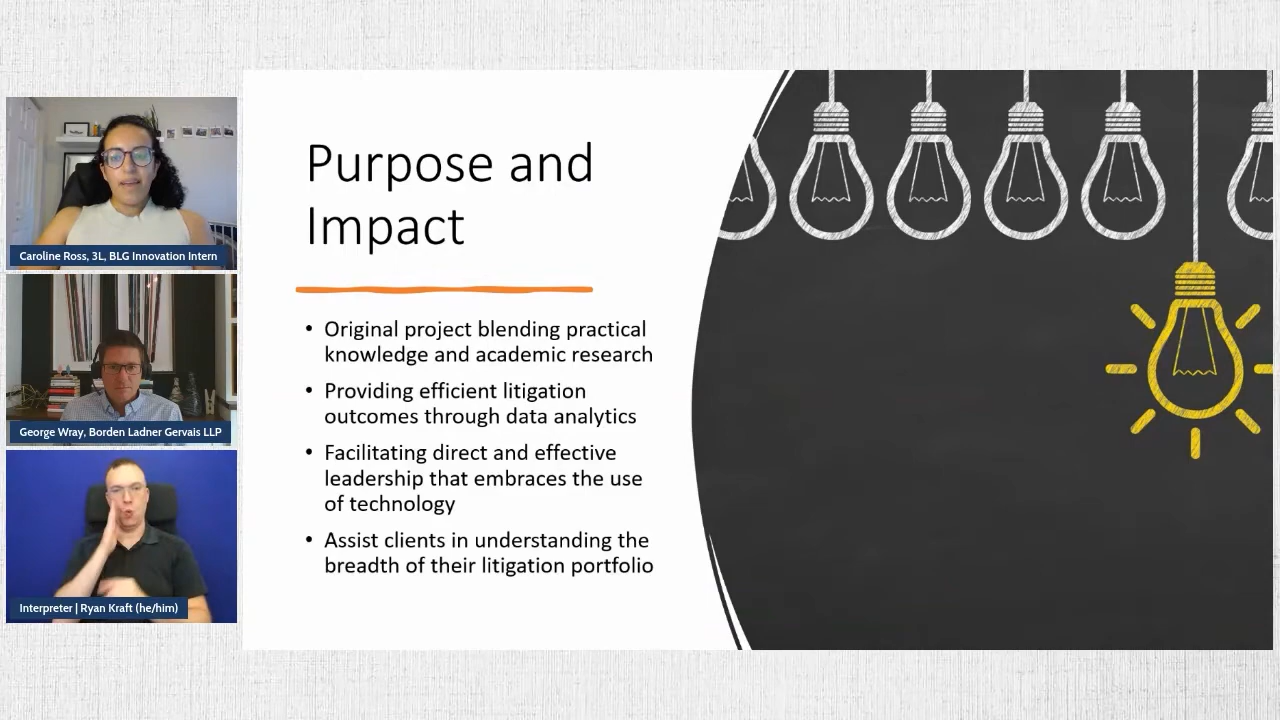 Caroline Ross, 3L, BLG Innovation Intern
George Wray, Borden Ladner Gervais LLP
Interpreter | Ryan Kraft (he/him)
Purpose and
Impact
• Original project blending practical
knowledge and academic research
• Providing efficient litigation
outcomes through data analytics
• Facilitating direct and effective
leadership that embraces the use
of technology
• Assist clients in understanding the
breadth of their litigation portfolio